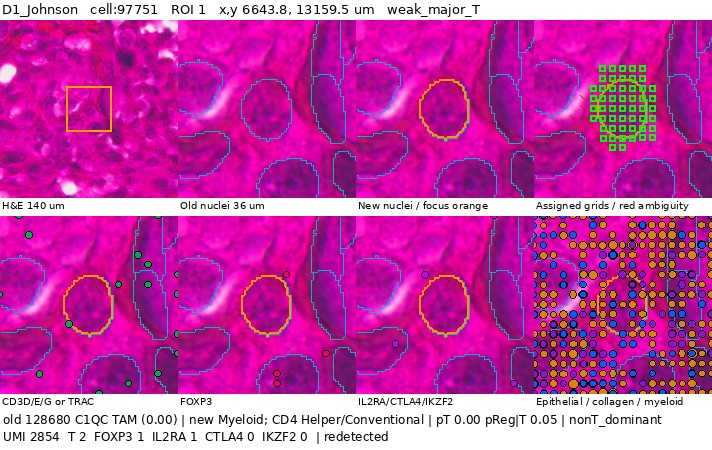 D1_Johnson   cell:97751   ROI 1   x,y 6643.8, 13159.5 um   weak_major_T
H&E 140 um
Old nuclei 36 um
New nuclei / focus orange
Assigned grids / red ambiguity
CD3D/E/G or TRAC
FOXP3
IL2RA/CTLA4/IKZF2
Epithelial / collagen / myeloid
old 128680 C1QC TAM (0.00) | new Myeloid; CD4 Helper/Conventional | pT 0.00 pReg|T 0.05 | nonT_dominant
UMI 2854  T 2  FOXP3 1  IL2RA 1  CTLA4 0  IKZF2 0  | redetected